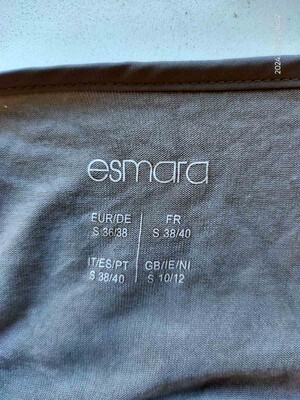 esmara
EUR/DE FR
S 36/38 S 38/40
IT/ES/PT GB/IE/NI
S 38/40 S 10/12